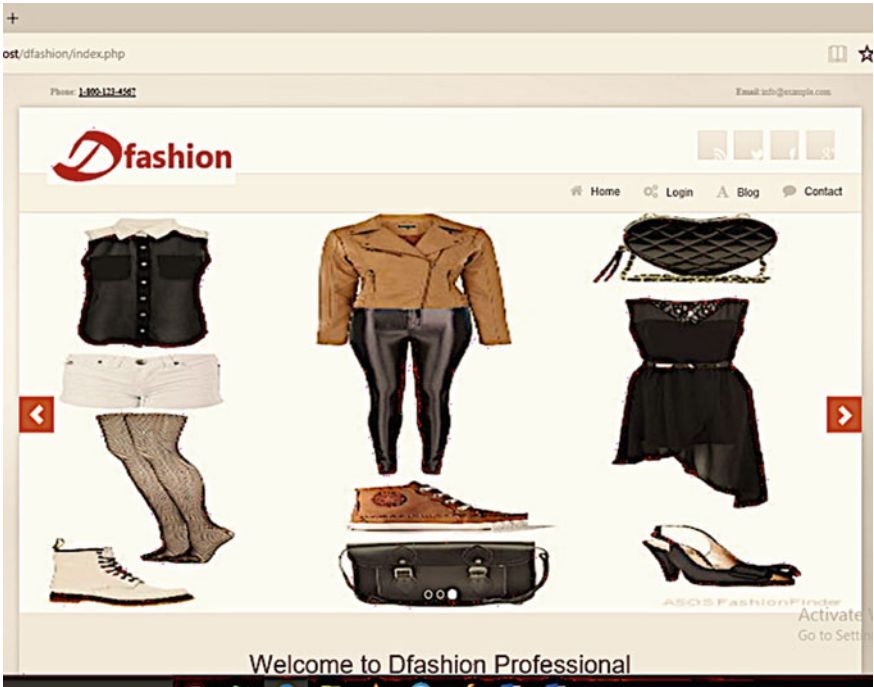 ost/dfashion/index.php
Phone: 1-800-123-4567
Email: info@example.com
Dfashion
Home
Login
Blog
Contact
ASOS FashionFinder
Activate
Go to Settin
Welcome to Dfashion Professional